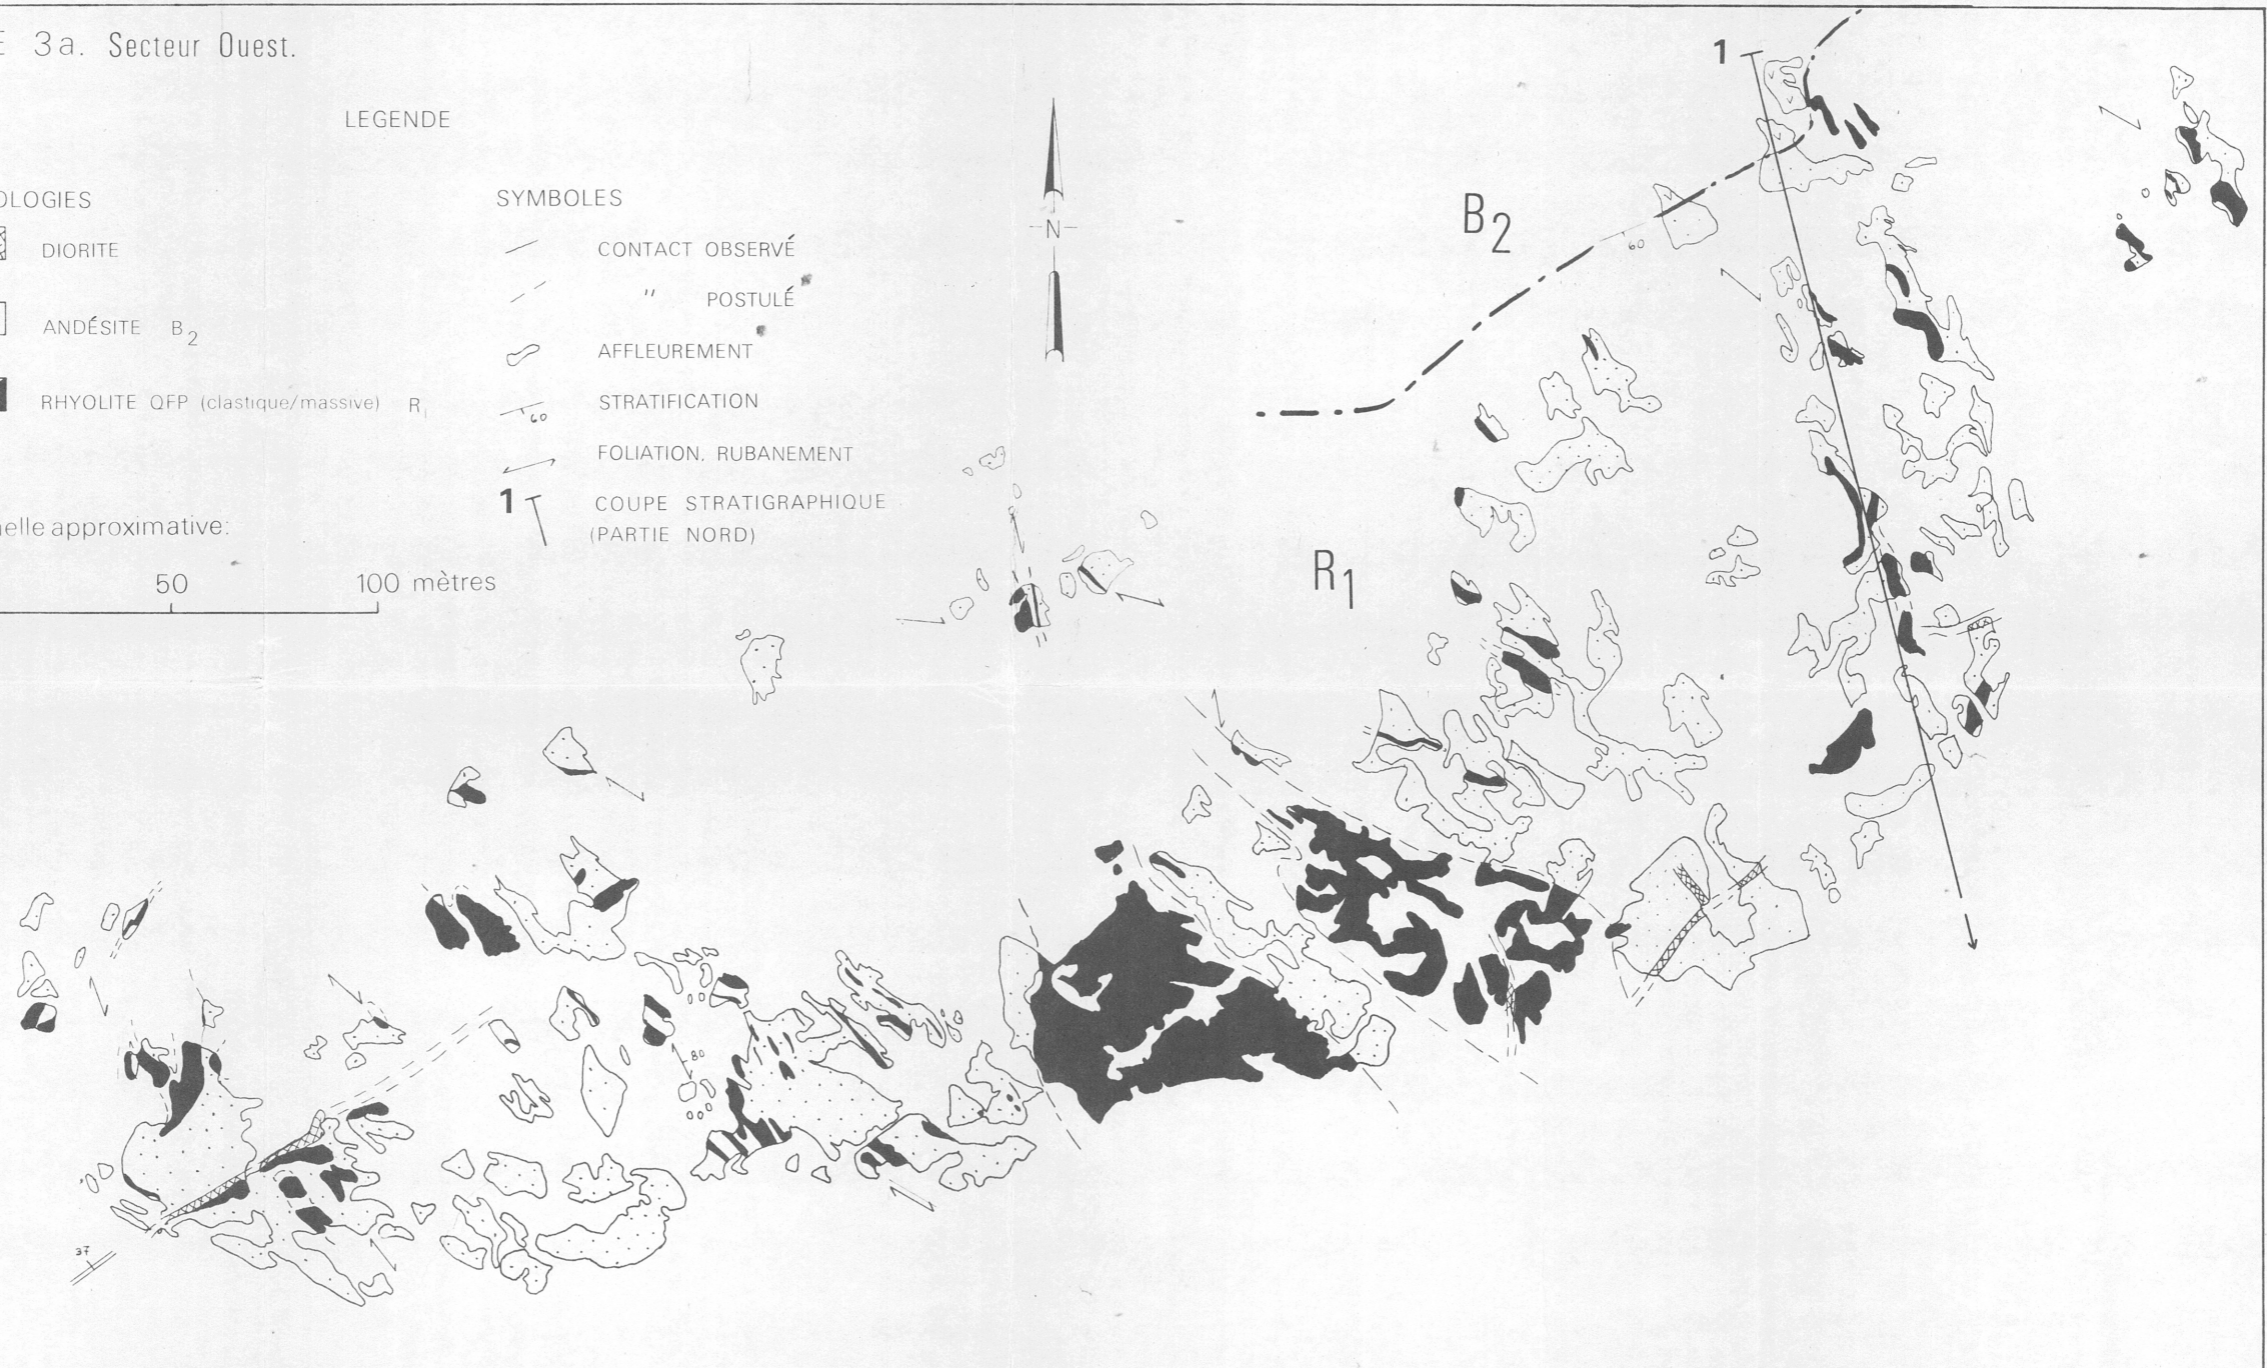 E 3a. Secteur Ouest.
LEGENDE
OLOGIES
DIORITE
ANDÉSITE B2
RHYOLITE QFP (clastique/massive) R1
SYMBOLES
CONTACT OBSERVÉ
" POSTULÉ
AFFLEUREMENT
60 STRATIFICATION
FOLIATION, RUBANEMENT
1 COUPE STRATIGRAPHIQUE
(PARTIE NORD)
elle approximative:
50 100 mètres
N
1
B2
60
R1
80
37